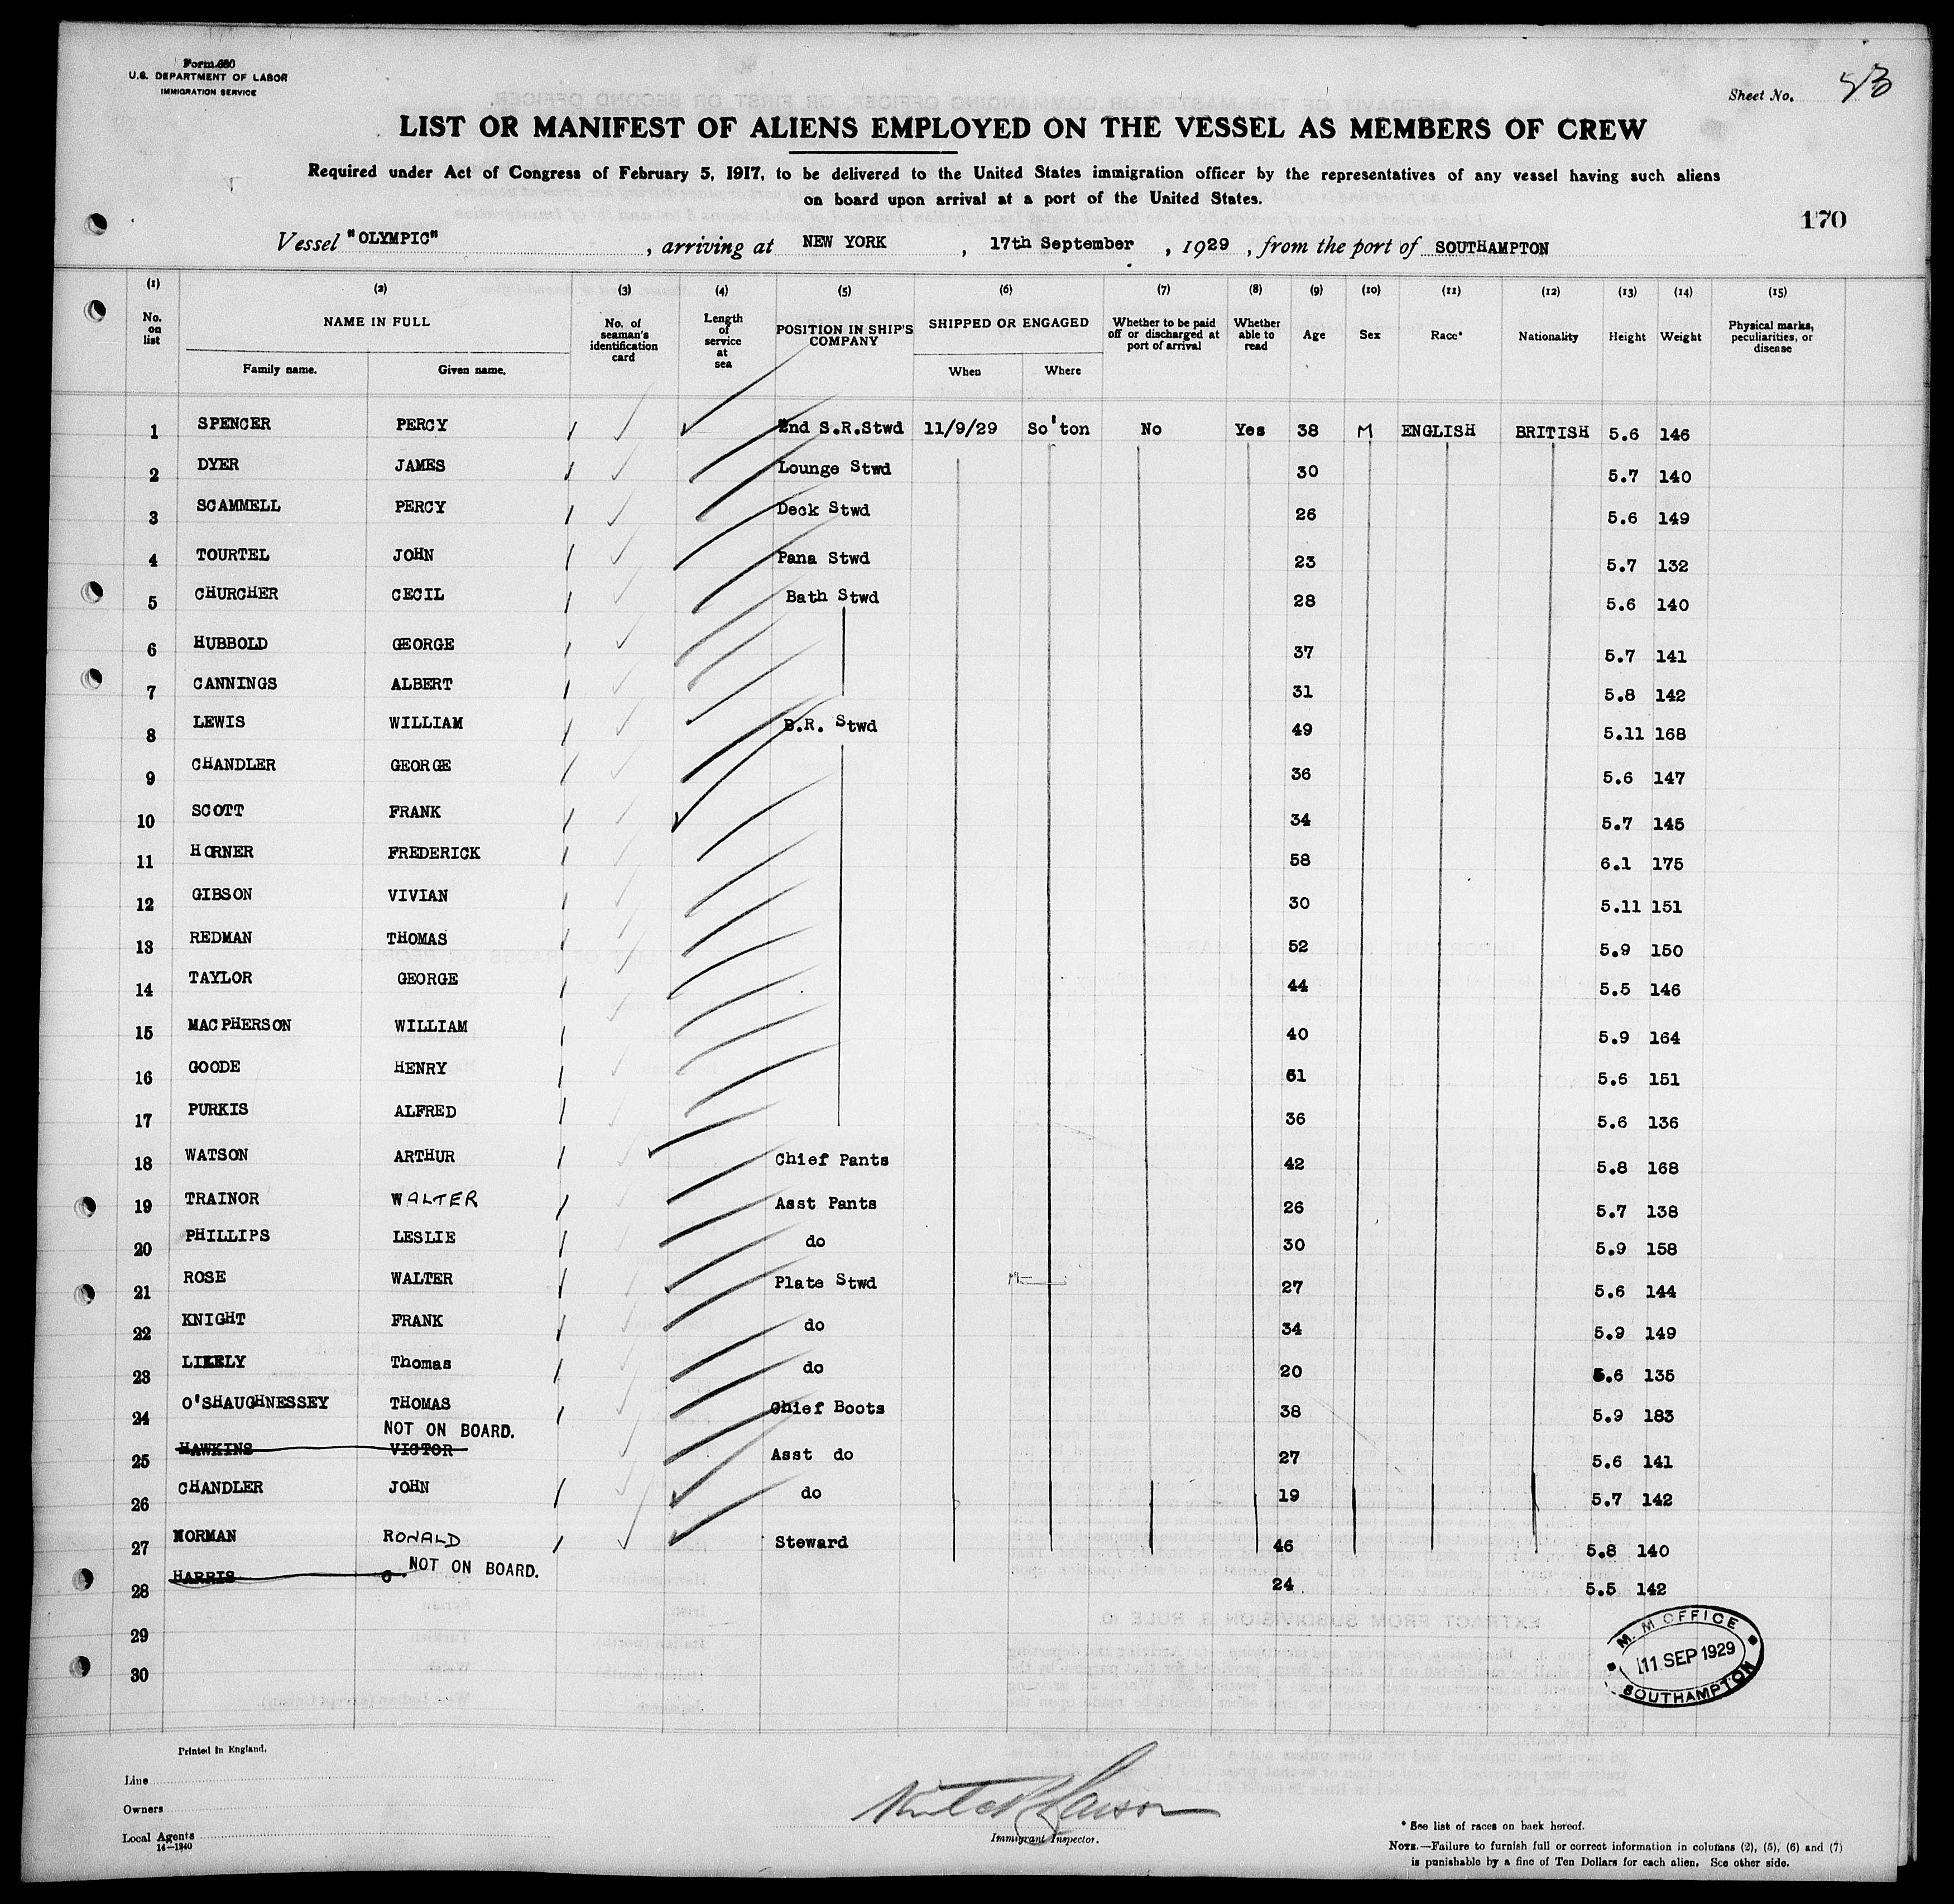 Form 680
U.S. DEPARTMENT OF LABOR
IMMIGRATION SERVICE
Sheet No.
LIST OR MANIFEST OF ALIENS EMPLOYED ON THE VESSEL AS MEMBERS OF CREW
Required under Act of Congress of February 5, 1917, to be delivered to the United States immigration officer by the representatives of any vessel having such aliens
on board upon arrival at a port of the United States.
170
Vessel "OLYMPIC", arriving at NEW YORK, 17th September, 1929, from the port of SOUTHAMPTON
(1) (2) (3) (4) (5) (6) (7) (8) (9) (10) (11) (12) (13) (14) (15)
No. on list NAME IN FULL No. of seaman's identification card Length of service at sea POSITION IN SHIP'S COMPANY SHIPPED OR ENGAGED Whether to be paid off or discharged at port of arrival Whether able to read Age Sex Race* Nationality Height Weight Physical marks, peculiarities, or disease
Family name. Given name. When Where
1 SPENCER PERCY 2nd S.R.Stwd 11/9/29 So'ton No Yes 38 M ENGLISH BRITISH 5.6 146
2 DYER JAMES Lounge Stwd 30 5.7 140
3 SCAMMELL PERCY Deck Stwd 26 5.6 149
4 TOURTEL JOHN Pana Stwd 23 5.7 132
5 CHURCHER CECIL Bath Stwd 28 5.6 140
6 HUBBOLD GEORGE 37 5.7 141
7 CANNINGS ALBERT 31 5.8 142
8 LEWIS WILLIAM B.R. Stwd 49 5.11 168
9 CHANDLER GEORGE 36 5.6 147
10 SCOTT FRANK 34 5.7 145
11 HORNER FREDERICK 58 6.1 175
12 GIBSON VIVIAN 30 5.11 151
13 REDMAN THOMAS 52 5.9 150
14 TAYLOR GEORGE 44 5.5 146
15 MACPHERSON WILLIAM 40 5.9 164
16 GOODE HENRY 51 5.6 151
17 PURKIS ALFRED 36 5.6 136
18 WATSON ARTHUR Chief Pants 42 5.8 168
19 TRAINOR WALTER Asst Pants 26 5.7 138
20 PHILLIPS LESLIE do 30 5.9 158
21 ROSE WALTER Plate Stwd 27 5.6 144
22 KNIGHT FRANK do 34 5.9 149
23 LIKELY Thomas do 20 5.6 135
24 O'SHAUGHNESSEY THOMAS Chief Boots 38 5.9 183
NOT ON BOARD.
25 HAWKINS VICTOR Asst do 27 5.6 141
26 CHANDLER JOHN do 19 5.7 142
27 NORMAN RONALD Steward 46 5.8 140
NOT ON BOARD.
28 HARRIS 24 5.5 142
29
30
M. M OFFICE
11 SEP 1929
SOUTHAMPTON
Printed in England.
Line
Owners
Local Agents
14—1240
Immigrant Inspector.
* See list of races on back hereof.
NOTE.—Failure to furnish full or correct information in columns (2), (5), (6) and (7)
is punishable by a fine of Ten Dollars for each alien. See other side.